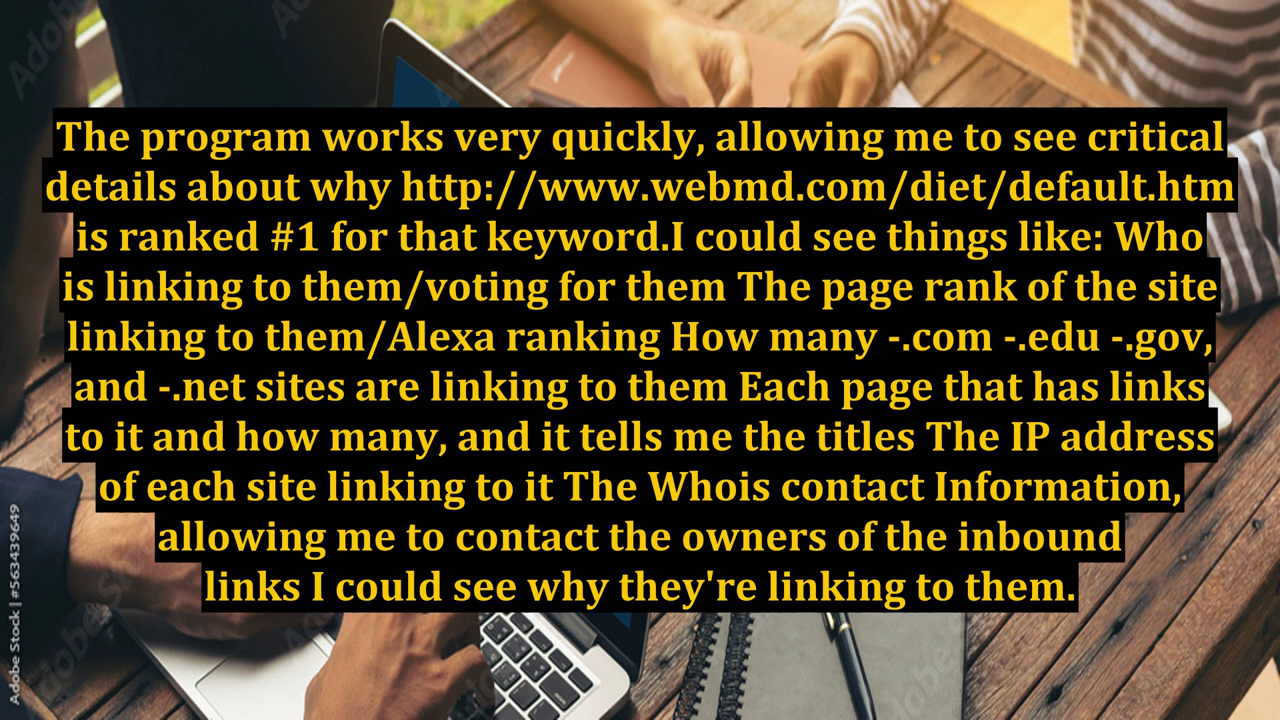 The program works very quickly, allowing me to see critical
details about why http://www.webmd.com/diet/default.htm
is ranked #1 for that keyword.I could see things like: Who
is linking to them/voting for them The page rank of the site
linking to them/Alexa ranking How many -.com -.edu -.gov,
and -.net sites are linking to them Each page that has links
to it and how many, and it tells me the titles The IP address
of each site linking to it The Whois contact Information,
allowing me to contact the owners of the inbound
links I could see why they're linking to them.
Adobe Stock | #563439649